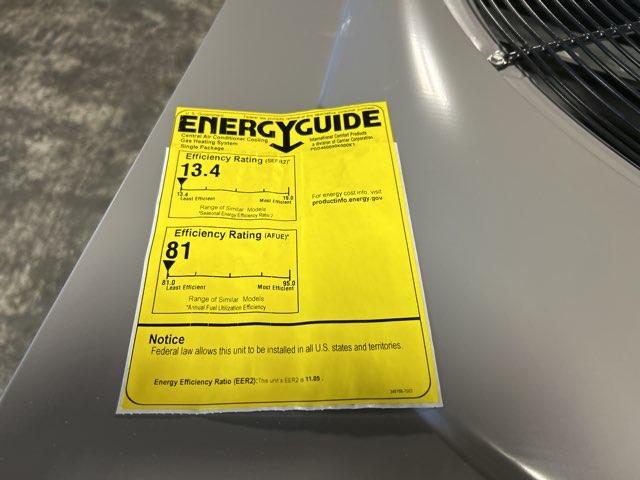 ENERGYGUIDE
Central Air Conditioner Cooling
Gas Heating System
Single Package
International Comfort Products
a division of Carrier Corporation
Efficiency Rating (SEER2)*
13.4
13.4 19.0
Least Efficient Most Efficient
Range of Similar Models
*Seasonal Energy Efficiency Ratio 2
For energy cost info, visit
productinfo.energy.gov
Efficiency Rating (AFUE)*
81
81.0 95.0
Least Efficient Most Efficient
Range of Similar Models
*Annual Fuel Utilization Efficiency
Notice
Federal law allows this unit to be installed in all U.S. states and territories.
Energy Efficiency Ratio (EER2): This unit's EER2 is 11.05 .